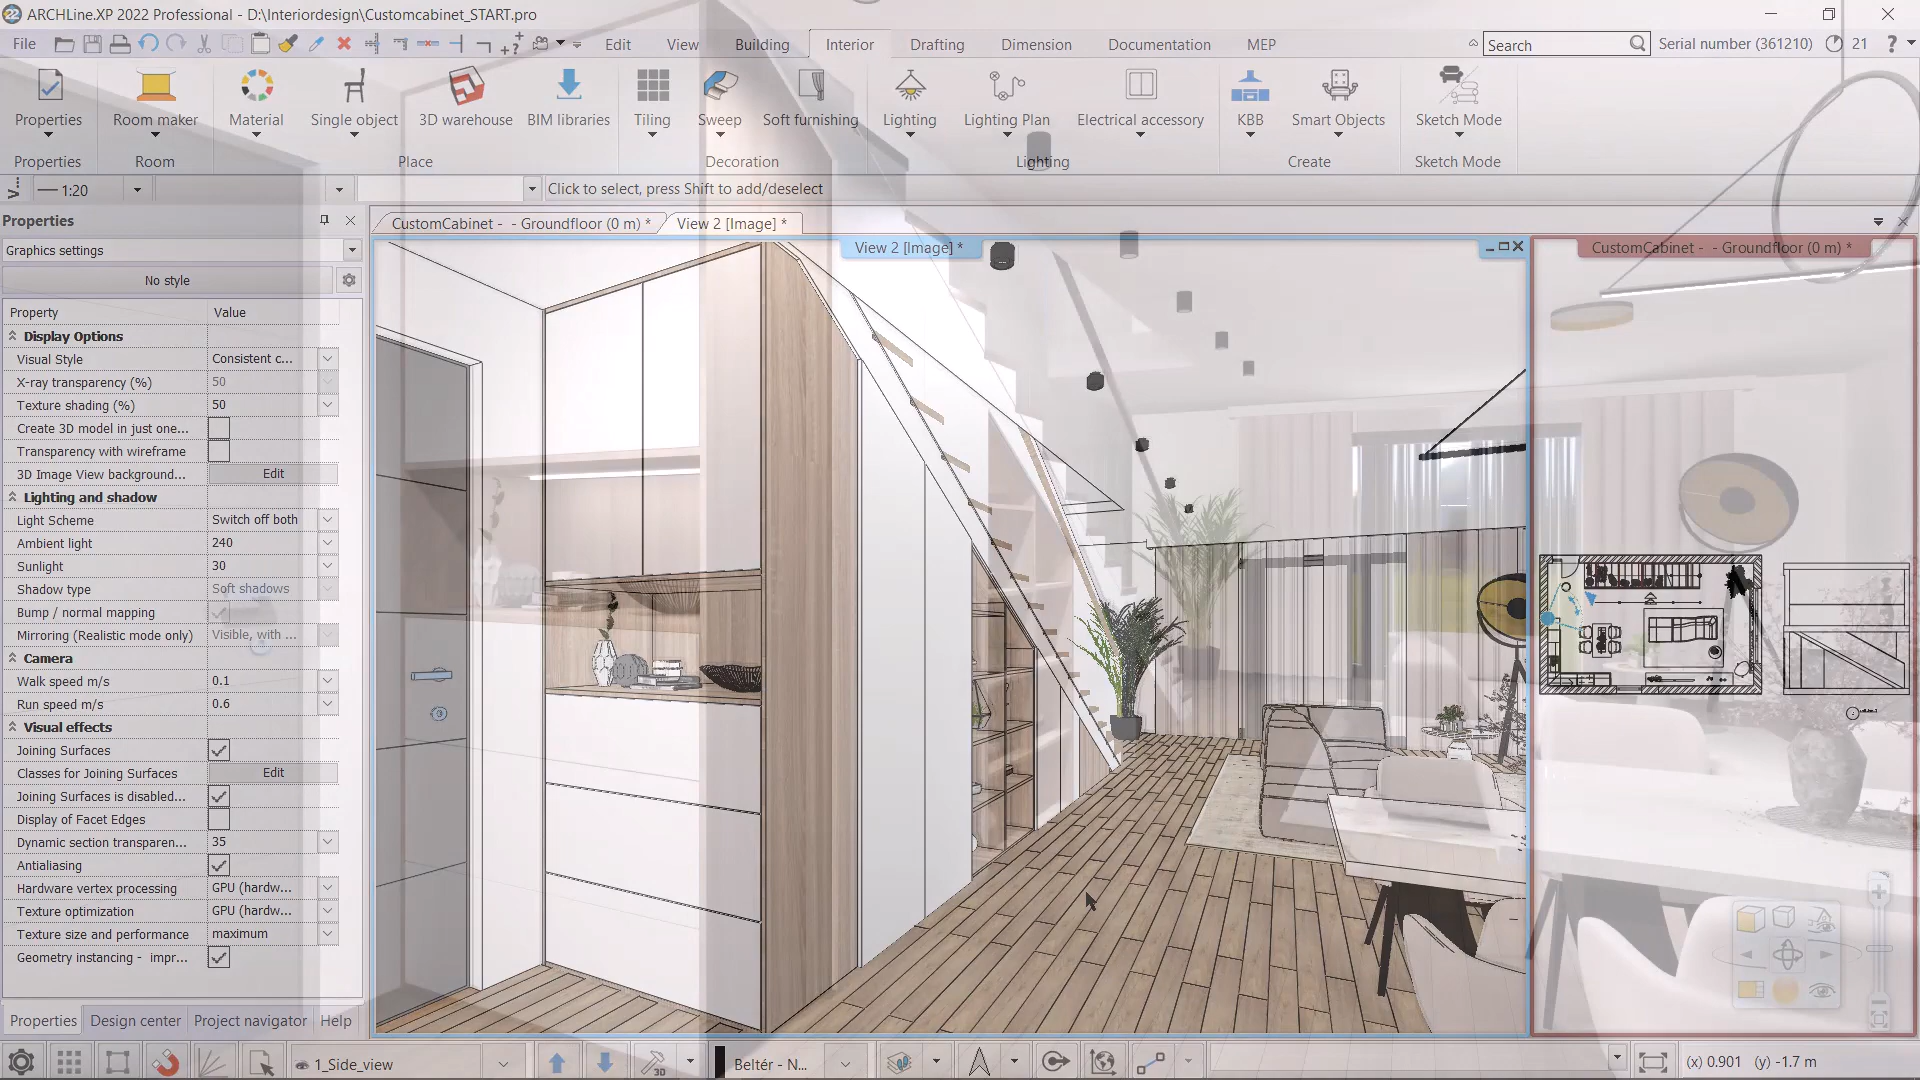 ARCHLine.XP 2022 Professional - D:\Interiordesign\Customcabinet_START.pro
File
Edit
View
Building
Interior
Drafting
Dimension
Documentation
MEP
Search
Serial number (361210)
21
?
Properties
Room maker
Material
Single object
3D warehouse
BIM libraries
Tiling
Sweep
Soft furnishing
Lighting
Lighting Plan
Electrical accessory
KBB
Smart Objects
Sketch Mode
Properties
Room
Place
Decoration
Lighting
Create
Sketch Mode
1:20
Click to select, press Shift to add/deselect
Properties
CustomCabinet - - Groundfloor (0 m) *
View 2 [Image] *
Graphics settings
View 2 [Image] *
CustomCabinet - - Groundfloor (0 m) *
No style
Property Value
Display Options
Visual Style Consistent c...
X-ray transparency (%) 50
Texture shading (%) 50
Create 3D model in just one...
Transparency with wireframe
3D Image View background... Edit
Lighting and shadow
Light Scheme Switch off both
Ambient light 240
Sunlight 30
Shadow type Soft shadows
Bump / normal mapping
Mirroring (Realistic mode only) Visible, with ...
Camera
Walk speed m/s 0.1
Run speed m/s 0.6
Visual effects
Joining Surfaces
Classes for Joining Surfaces Edit
Joining Surfaces is disabled...
Display of Facet Edges
Dynamic section transparen... 35
Antialiasing
Hardware vertex processing GPU (hardw...
Texture optimization GPU (hardw...
Texture size and performance maximum
Geometry instancing - impr...
Properties
Design center
Project navigator
Help
1_Side_view
3D
Beltér - N...
(x) 0.901 (y) -1.7 m